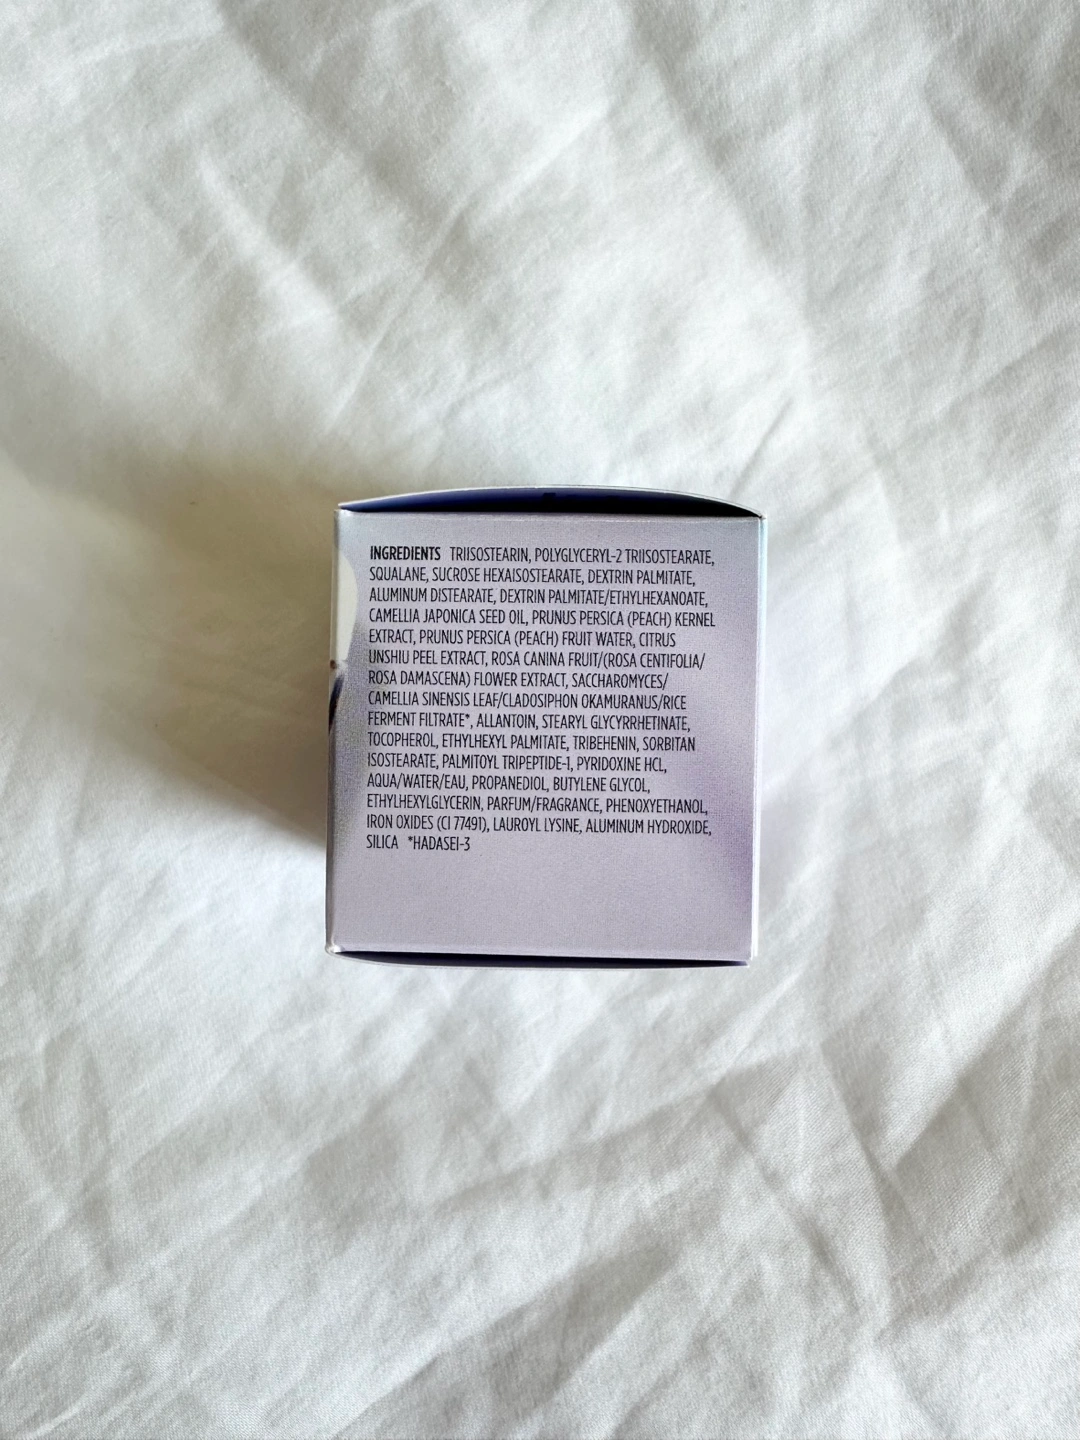 INGREDIENTS TRIISOSTEARIN, POLYGLYCERYL-2 TRIISOSTEARATE,
SQUALANE, SUCROSE HEXAISOSTEARATE, DEXTRIN PALMITATE,
ALUMINUM DISTEARATE, DEXTRIN PALMITATE/ETHYLHEXANOATE,
CAMELLIA JAPONICA SEED OIL, PRUNUS PERSICA (PEACH) KERNEL
EXTRACT, PRUNUS PERSICA (PEACH) FRUIT WATER, CITRUS
UNSHIU PEEL EXTRACT, ROSA CANINA FRUIT/(ROSA CENTIFOLIA/
ROSA DAMASCENA) FLOWER EXTRACT, SACCHAROMYCES/
CAMELLIA SINENSIS LEAF/CLADOSIPHON OKAMURANUS/RICE
FERMENT FILTRATE*, ALLANTOIN, STEARYL GLYCYRRHETINATE,
TOCOPHEROL, ETHYLHEXYL PALMITATE, TRIBEHENIN, SORBITAN
ISOSTEARATE, PALMITOYL TRIPEPTIDE-1, PYRIDOXINE HCL,
AQUA/WATER/EAU, PROPANEDIOL, BUTYLENE GLYCOL,
ETHYLHEXYLGLYCERIN, PARFUM/FRAGRANCE, PHENOXYETHANOL,
IRON OXIDES (CI 77491), LAUROYL LYSINE, ALUMINUM HYDROXIDE,
SILICA *HADASEI-3